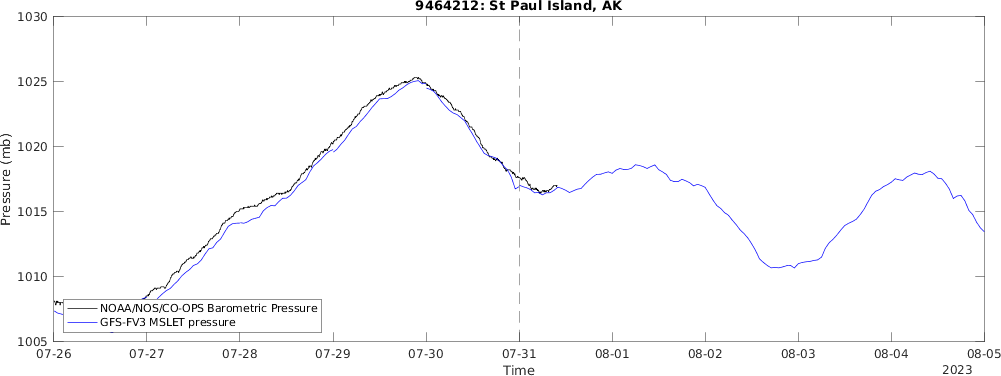 9464212: St Paul Island, AK
Pressure (mb)
1030
1025
1020
1015
1010
1005
NOAA/NOS/CO-OPS Barometric Pressure
GFS-FV3 MSLET pressure
07-26 07-27 07-28 07-29 07-30 07-31 08-01 08-02 08-03 08-04 08-05
Time
2023